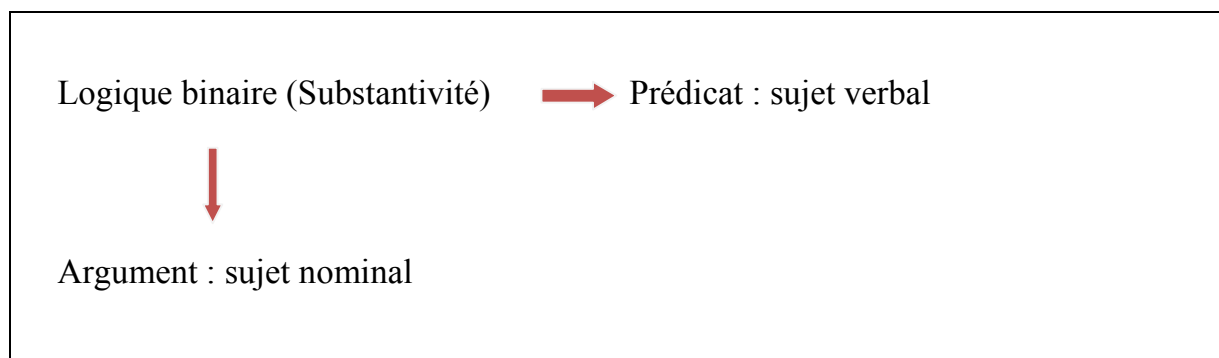 Logique binaire (Substantivité) Prédicat : sujet verbal
Argument : sujet nominal